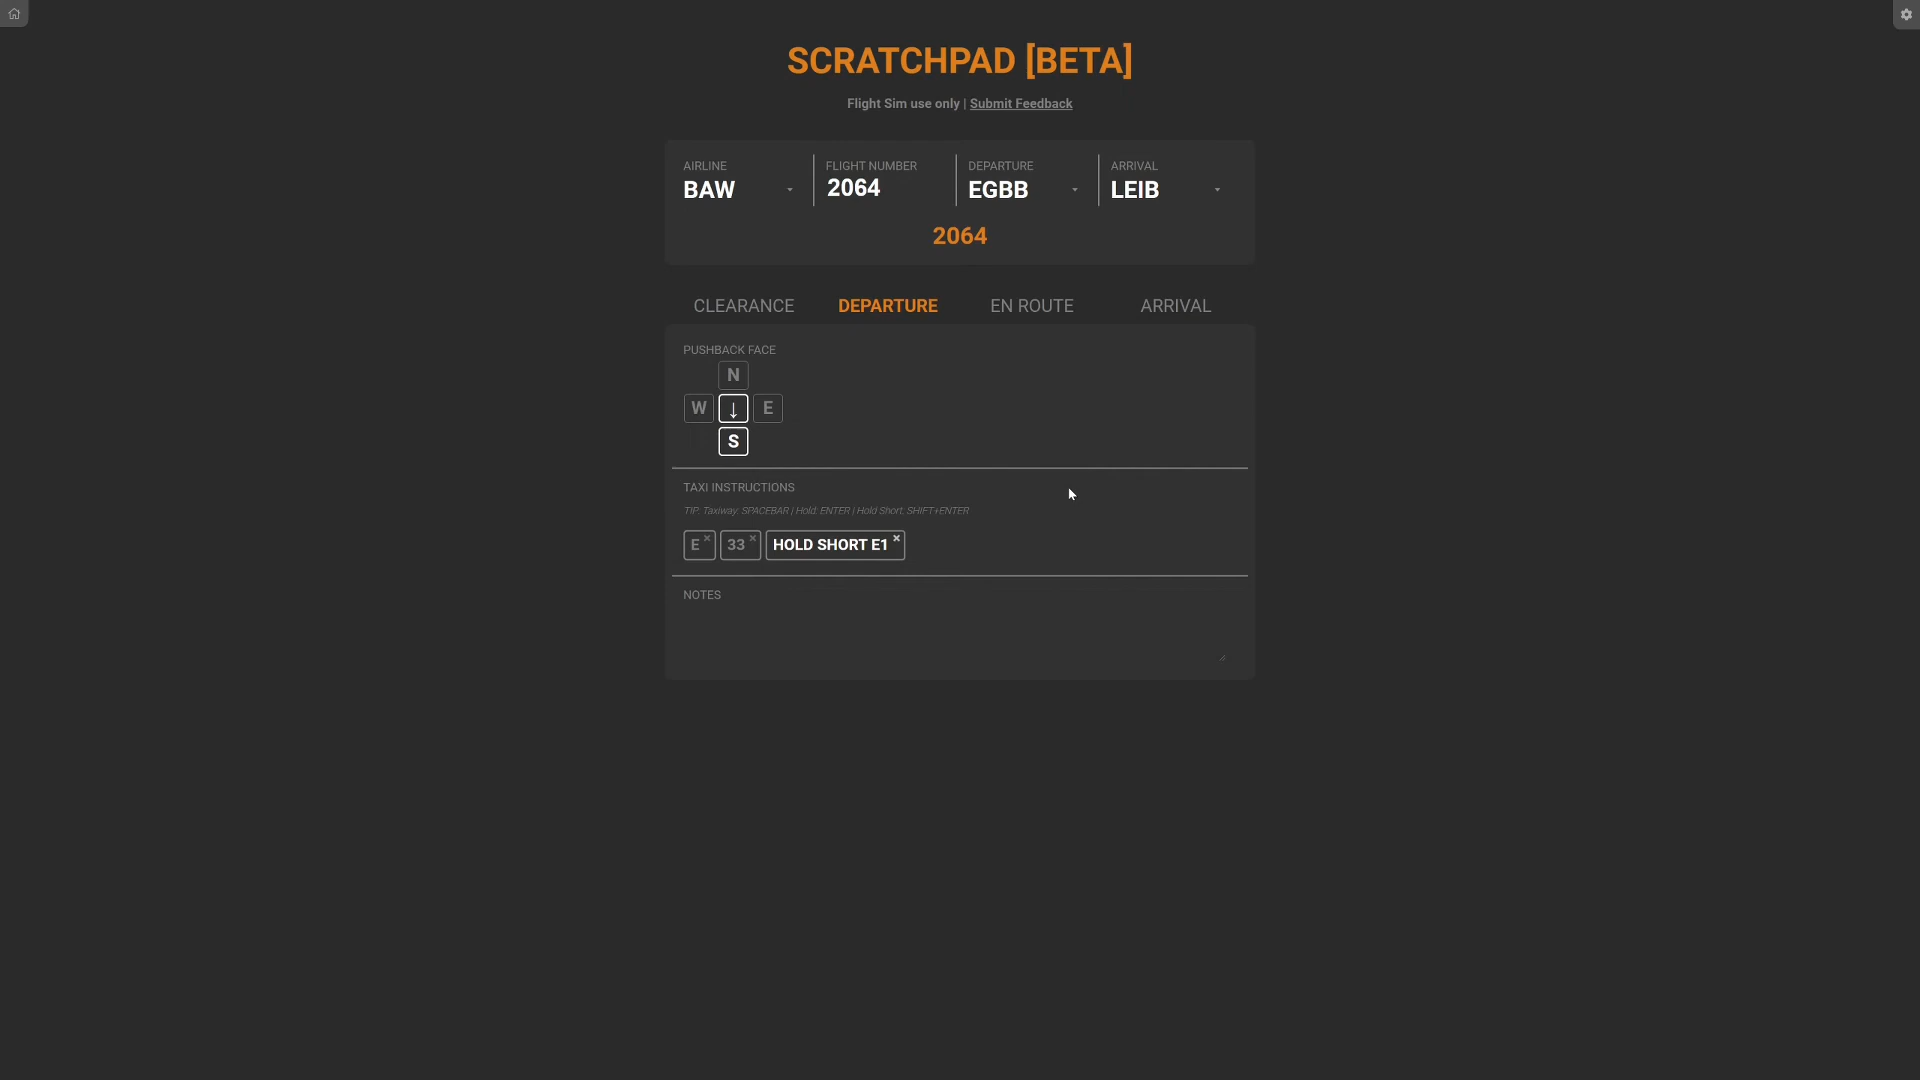 SCRATCHPAD [BETA]
Flight Sim use only | Submit Feedback
AIRLINE FLIGHT NUMBER DEPARTURE ARRIVAL
BAW 2064 EGBB LEIB
2064
CLEARANCE DEPARTURE EN ROUTE ARRIVAL
PUSHBACK FACE
N
W ↓ E
S
TAXI INSTRUCTIONS
TIP: Taxiway: SPACEBAR | Hold: ENTER | Hold Short: SHIFT+ENTER
E × 33 × HOLD SHORT E1 ×
NOTES